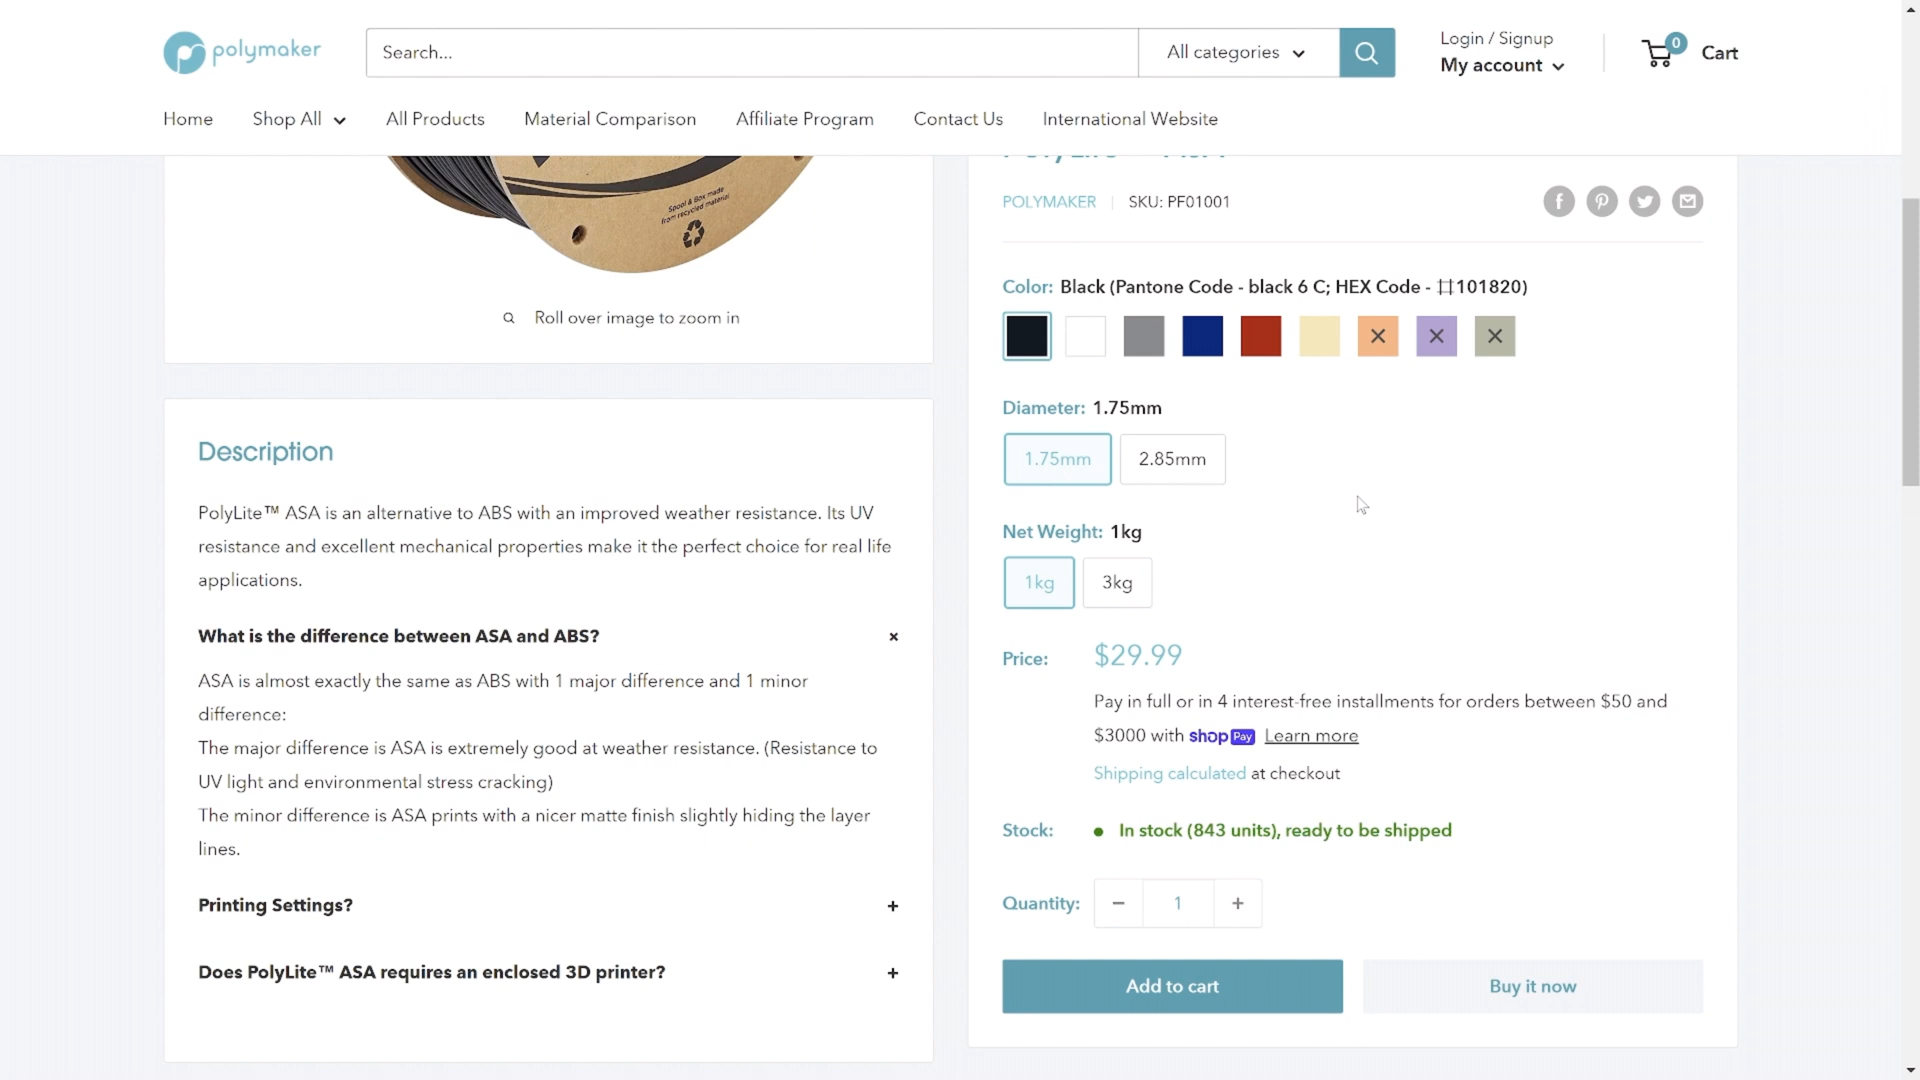 polymaker
Search...
All categories
Login / Signup
My account
0
Cart
Home
Shop All
All Products
Material Comparison
Affiliate Program
Contact Us
International Website
Spool & Box made
from recycled material
Roll over image to zoom in
Description
PolyLite™ ASA is an alternative to ABS with an improved weather resistance. Its UV
resistance and excellent mechanical properties make it the perfect choice for real life
applications.
What is the difference between ASA and ABS?
ASA is almost exactly the same as ABS with 1 major difference and 1 minor
difference:
The major difference is ASA is extremely good at weather resistance. (Resistance to
UV light and environmental stress cracking)
The minor difference is ASA prints with a nicer matte finish slightly hiding the layer
lines.
Printing Settings?
Does PolyLite™ ASA requires an enclosed 3D printer?
POLYMAKER
SKU: PF01001
Color: Black (Pantone Code - black 6 C; HEX Code - #101820)
Diameter: 1.75mm
1.75mm
2.85mm
Net Weight: 1kg
1kg
3kg
Price:
$29.99
Pay in full or in 4 interest-free installments for orders between $50 and
$3000 with shop Pay Learn more
Shipping calculated at checkout
Stock:
In stock (843 units), ready to be shipped
Quantity:
− 1 +
Add to cart
Buy it now